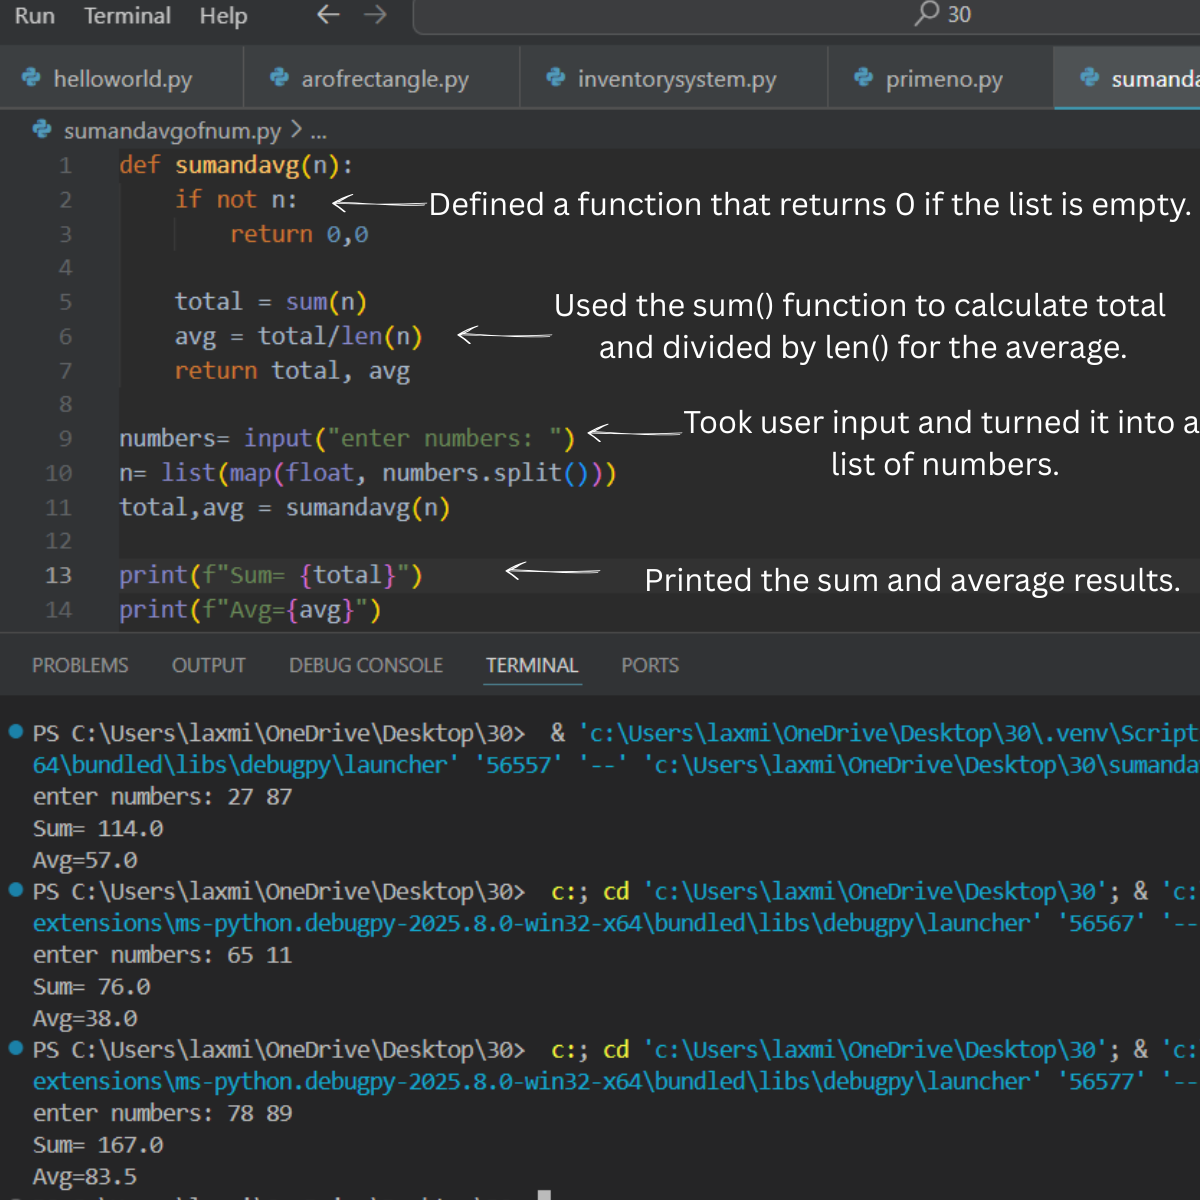 Run Terminal Help ← → 30
helloworld.py arofrectangle.py inventorysystem.py primeno.py sumanda
sumandavgofnum.py > ...
1 def sumandavg(n):
2 if not n: Defined a function that returns 0 if the list is empty.
3 return 0,0
4
5 total = sum(n) Used the sum() function to calculate total
6 avg = total/len(n) and divided by len() for the average.
7 return total, avg
8
9 numbers= input("enter numbers: ") Took user input and turned it into a
10 n= list(map(float, numbers.split())) list of numbers.
11 total,avg = sumandavg(n)
12
13 print(f"Sum= {total}") Printed the sum and average results.
14 print(f"Avg={avg}")
PROBLEMS OUTPUT DEBUG CONSOLE TERMINAL PORTS
PS C:\Users\laxmi\OneDrive\Desktop\30> & 'c:\Users\laxmi\OneDrive\Desktop\30\.venv\Script
64\bundled\libs\debugpy\launcher' '56557' '--' 'c:\Users\laxmi\OneDrive\Desktop\30\sumanda
enter numbers: 27 87
Sum= 114.0
Avg=57.0
PS C:\Users\laxmi\OneDrive\Desktop\30> c:; cd 'c:\Users\laxmi\OneDrive\Desktop\30'; & 'c:
extensions\ms-python.debugpy-2025.8.0-win32-x64\bundled\libs\debugpy\launcher' '56567' '--
enter numbers: 65 11
Sum= 76.0
Avg=38.0
PS C:\Users\laxmi\OneDrive\Desktop\30> c:; cd 'c:\Users\laxmi\OneDrive\Desktop\30'; & 'c:
extensions\ms-python.debugpy-2025.8.0-win32-x64\bundled\libs\debugpy\launcher' '56577' '--
enter numbers: 78 89
Sum= 167.0
Avg=83.5